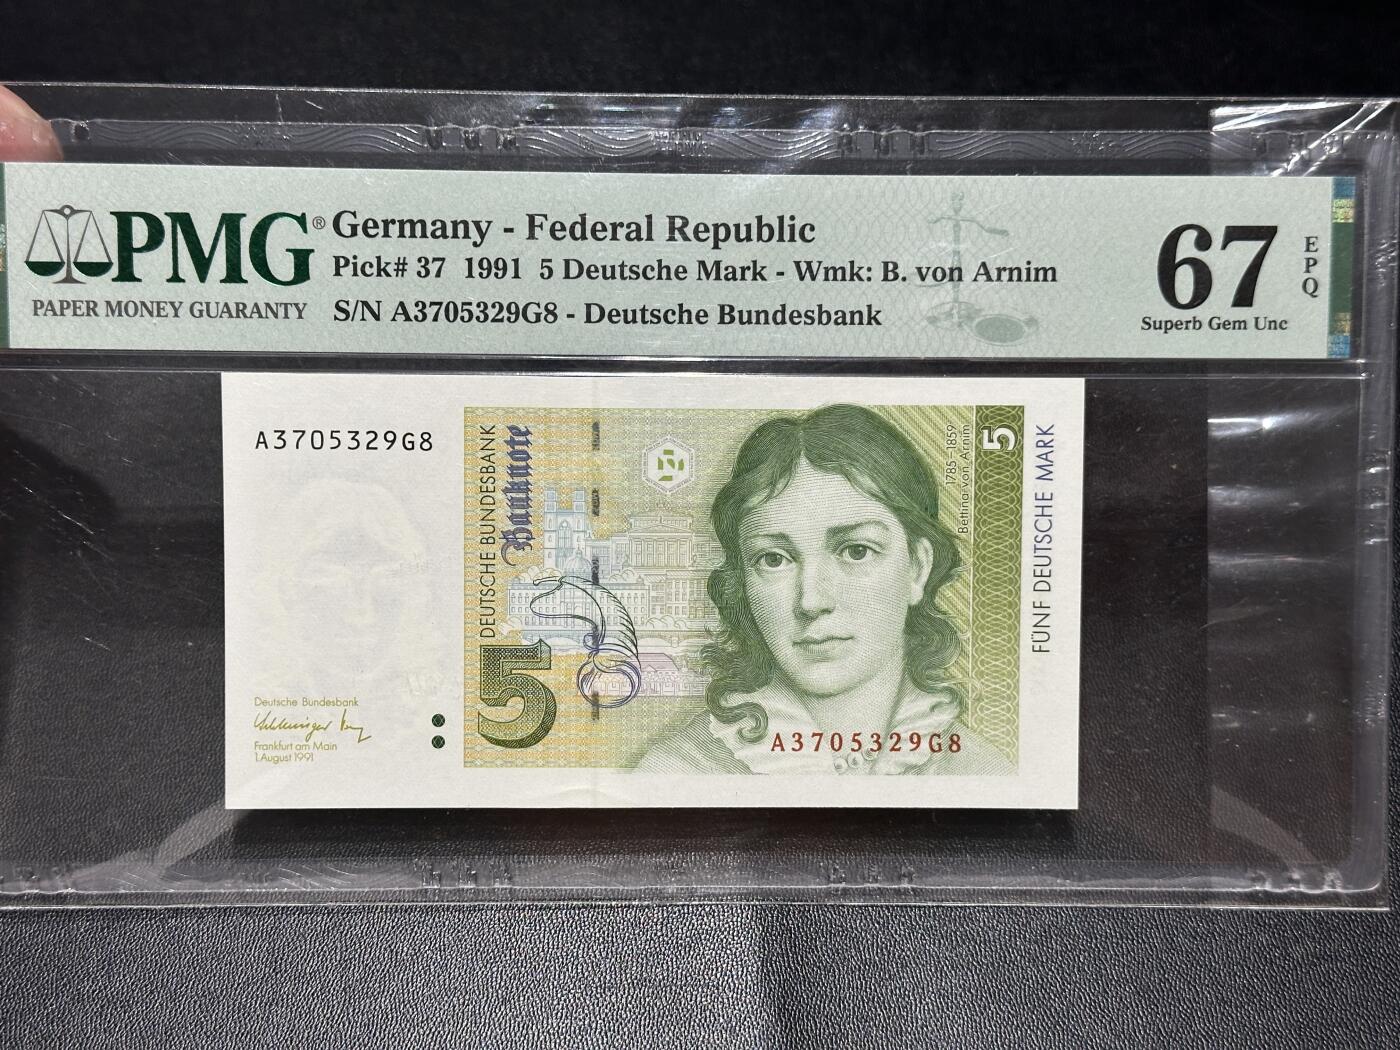 PMG®
PAPER MONEY GUARANTY
Germany - Federal Republic
Pick# 37 1991 5 Deutsche Mark - Wmk: B. von Arnim
S/N A3705329G8 - Deutsche Bundesbank
67
EPQ
Superb Gem Unc
A3705329G8
DEUTSCHE BUNDESBANK
Banknote
5
1785-1859
Bettina von Arnim
5
FÜNF DEUTSCHE MARK
Deutsche Bundesbank
Frankfurt am Main
1. August 1991
A3705329G8